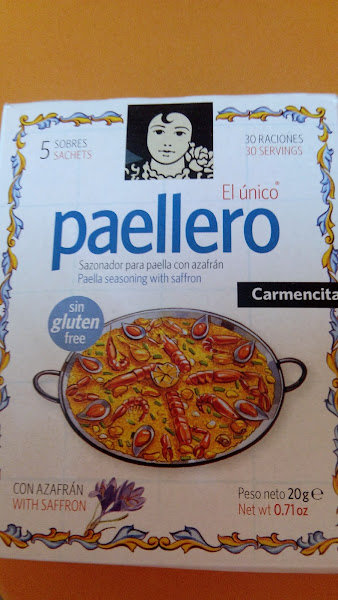 5 SOBRES
SACHETS
30 RACIONES
30 SERVINGS
El único®
paellero
Sazonador para paella con azafrán
Paella seasoning with saffron
Carmencita
sin
gluten
free
CON AZAFRÁN
WITH SAFFRON
Peso neto 20g ℮
Net wt 0.71oz